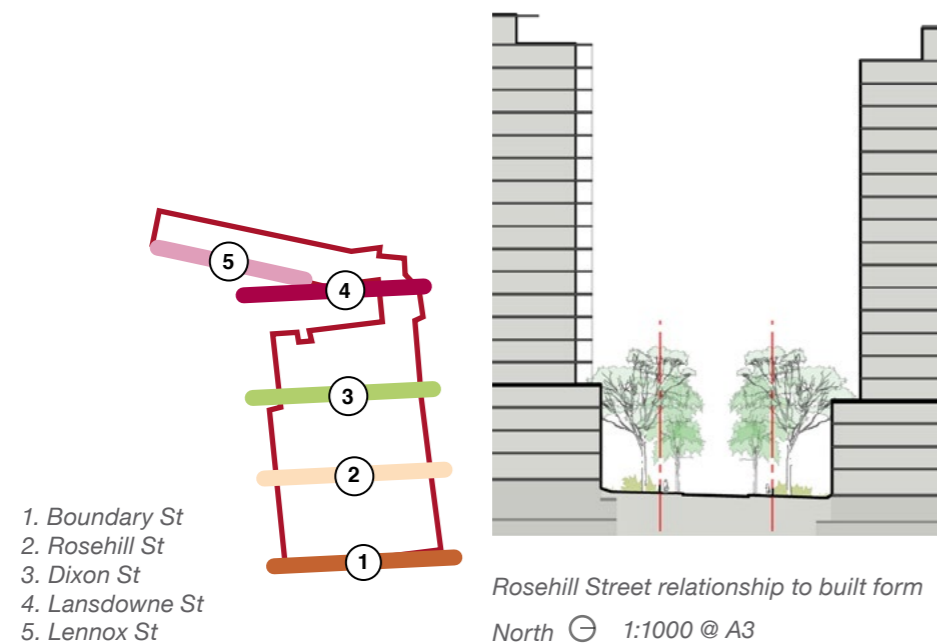 5
4
3
2
1
1. Boundary St
2. Rosehill St
3. Dixon St
4. Lansdowne St
5. Lennox St
Rosehill Street relationship to built form
North 1:1000 @ A3